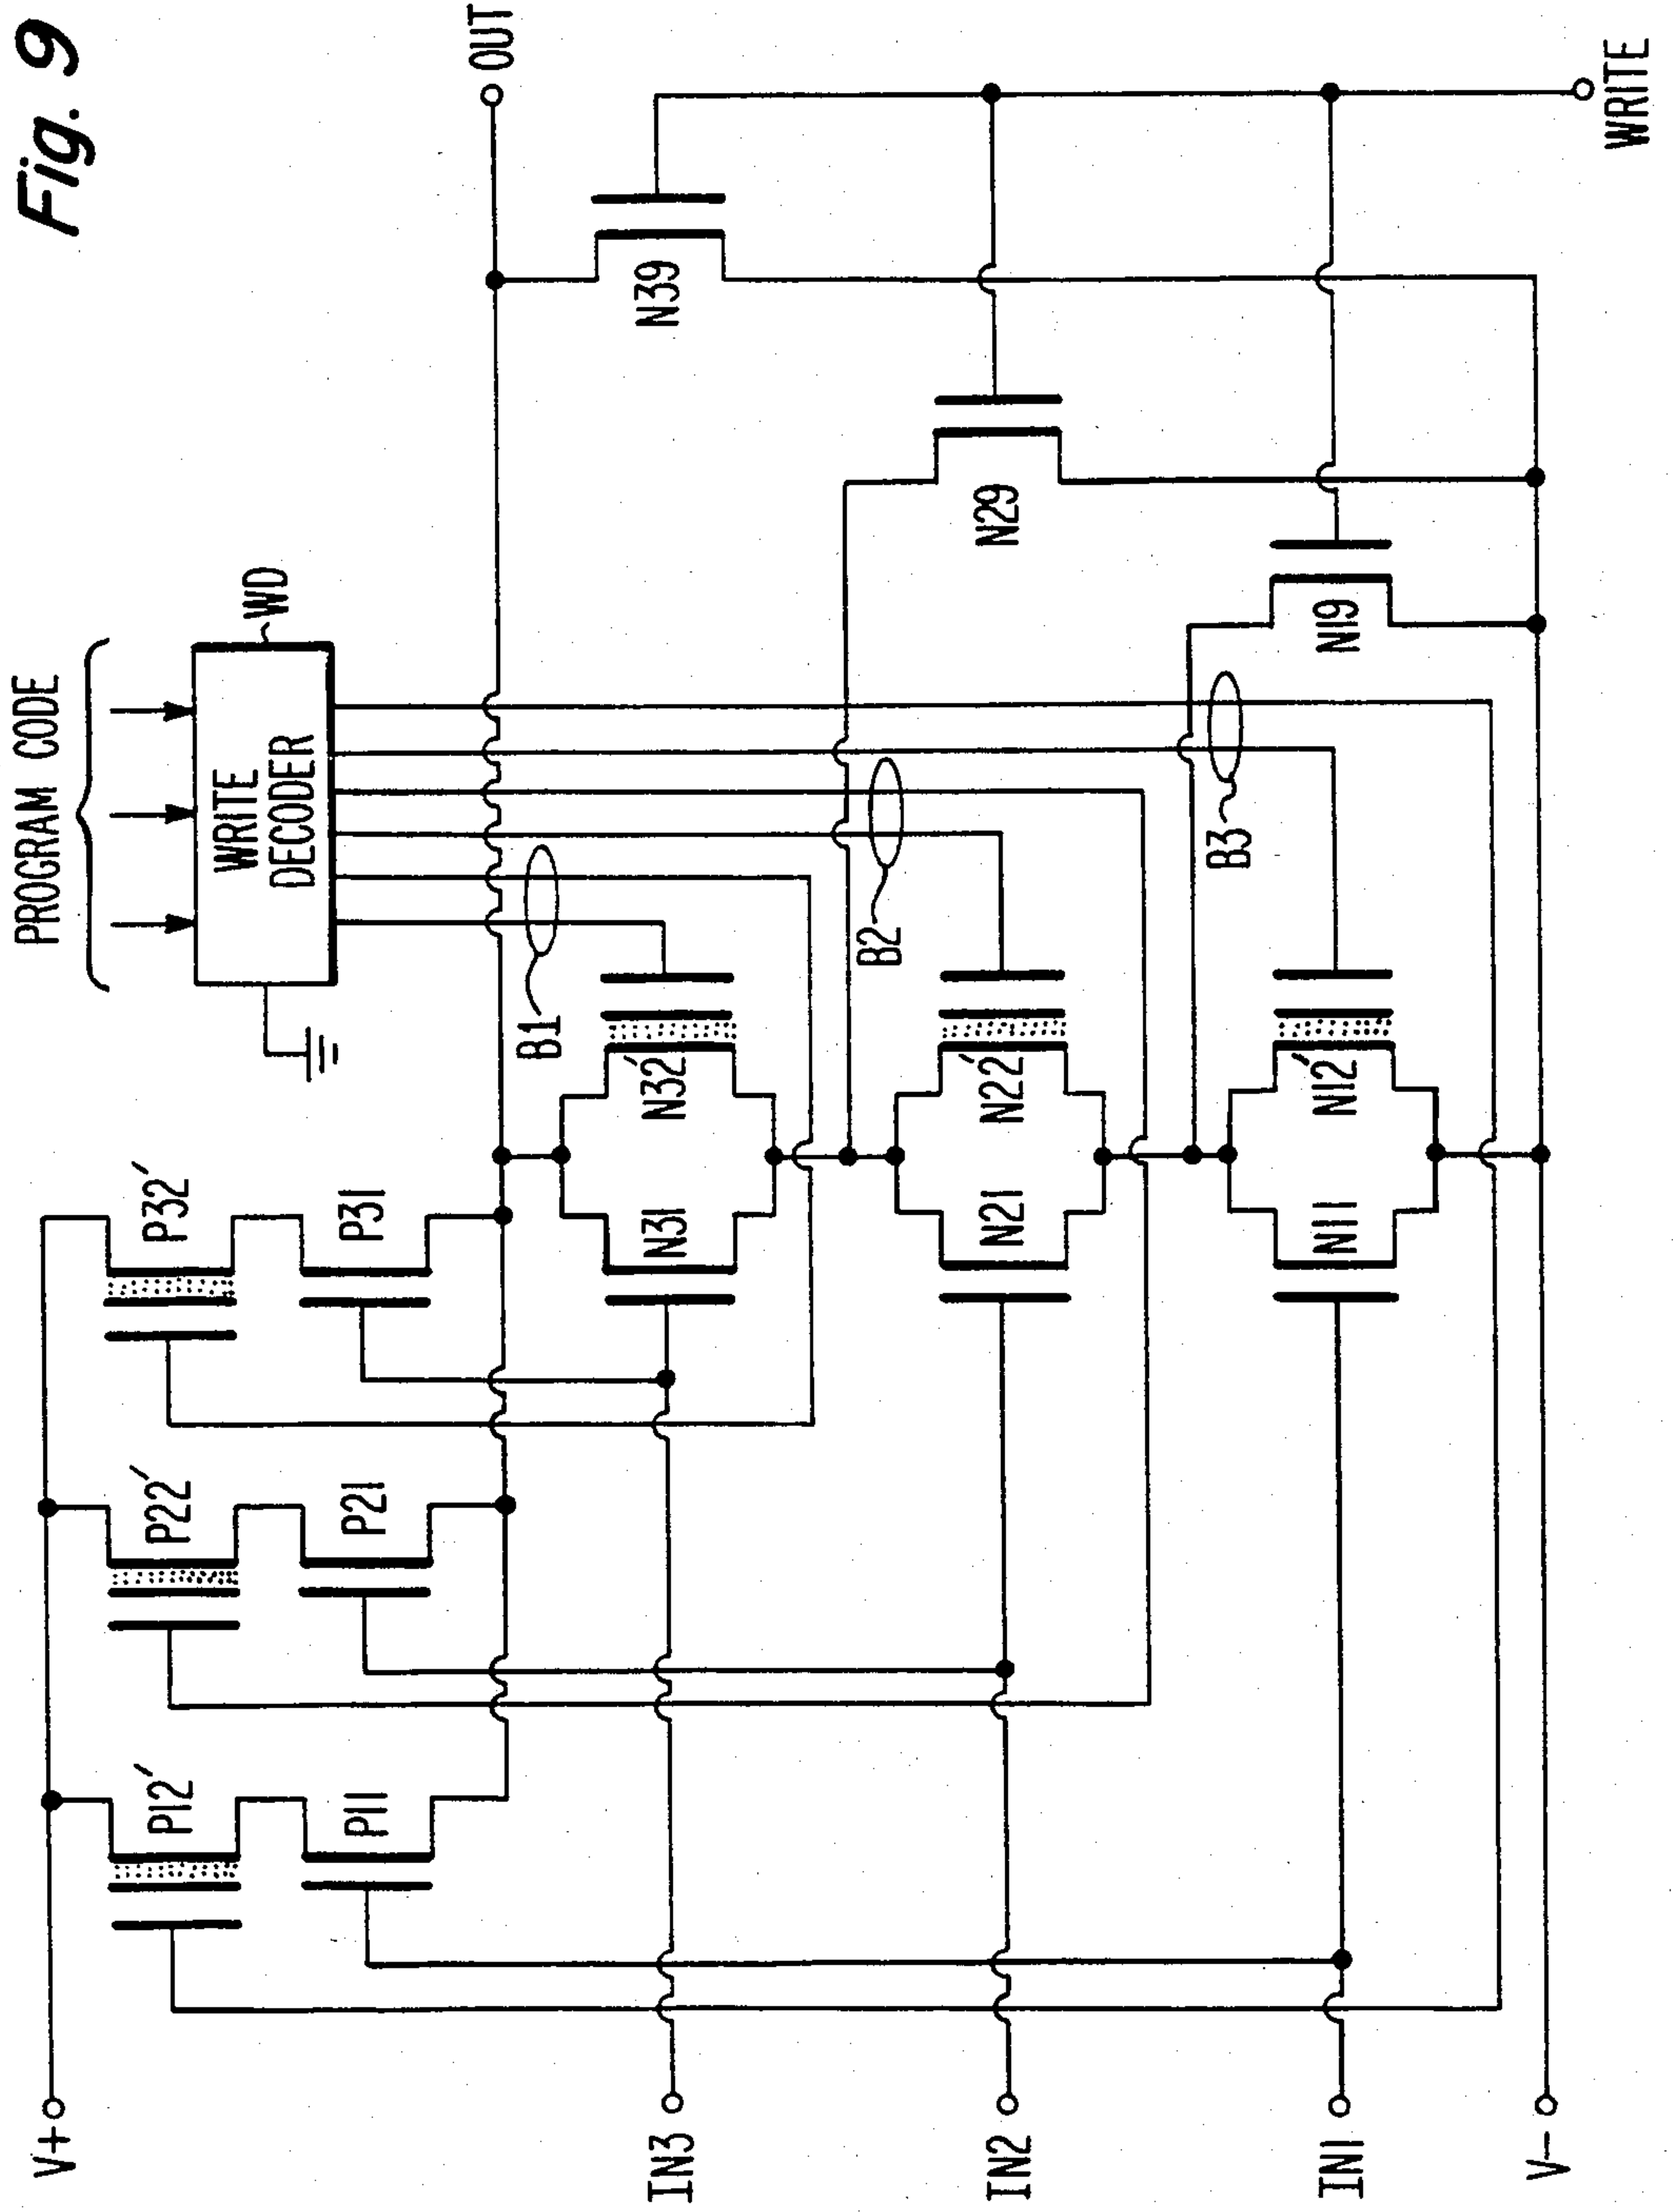 Fig. 9
PROGRAM CODE
WRITE
DECODER
WD
OUT
V+
P12′
P22′
P32′
P11
P21
P31
B1
N31
N32′
N39
IN3
B2
N21
N22′
N29
IN2
B3
N11
N12′
N19
IN1
V-
WRITE